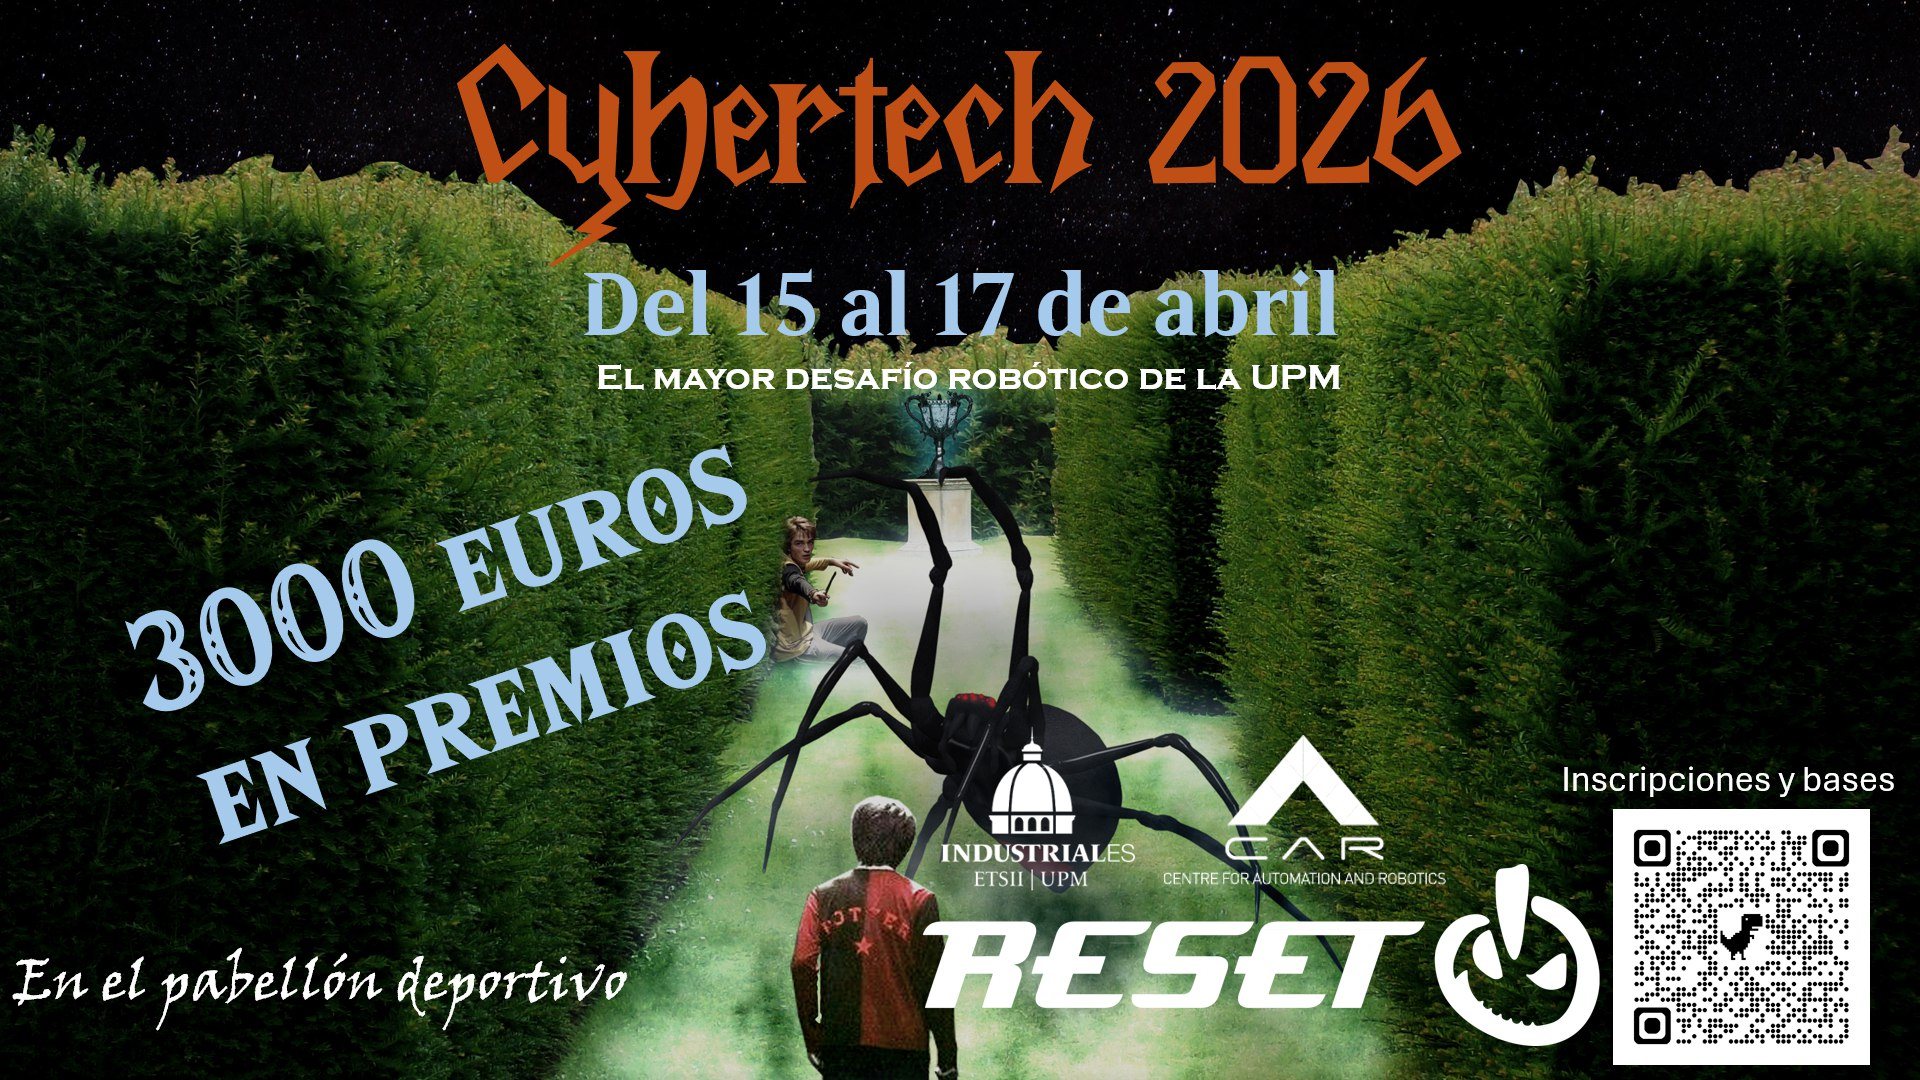 Cybertech 2026
Del 15 al 17 de abril
El mayor desafío robótico de la UPM
3000 EUROS
EN PREMIOS
Inscripciones y bases
INDUSTRIALES
ETSII | UPM
CAR
CENTRE FOR AUTOMATION AND ROBOTICS
POTTER
RESET
En el pabellón deportivo